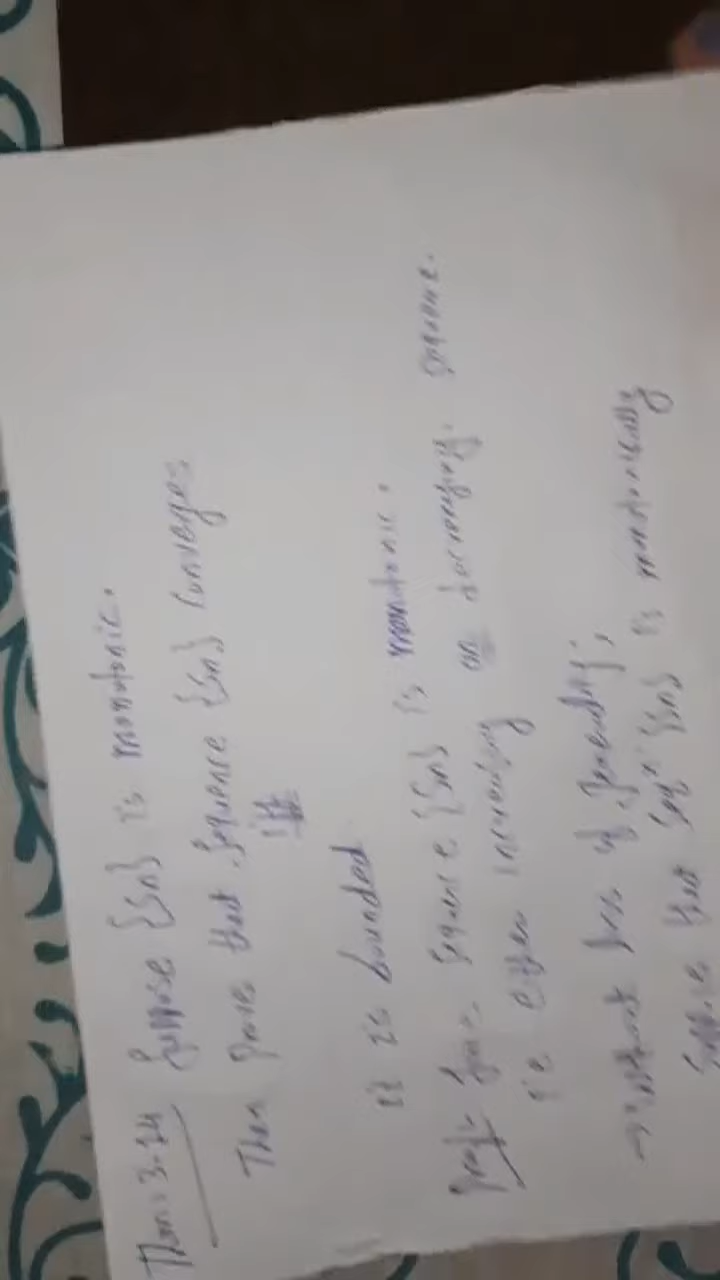 Thm: 3.14 Suppose {Sn} is monotonic.
Then prove that sequence {Sn} converges
iff
it is bounded
Proof:- sequence {Sn} is monotonic.
i.e either increasing or decreasing. sequence.
→ without loss of generality,
Suppose that seqn {Sn} is monotonically